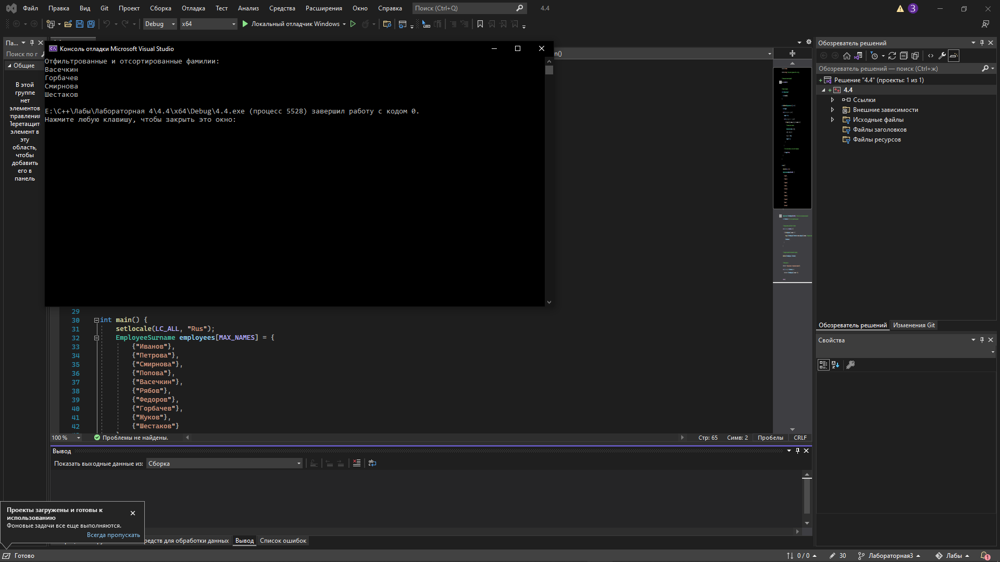 Файл Правка Вид Git Проект Сборка Отладка Тест Анализ Средства Расширения Окно Справка Поиск (Ctrl+Q) 4.4 3
Debug x64 Локальный отладчик Windows
Па...
Поиск по г
Общие
В этой
группе
нет
элементов
управления
Перетащит
элемент в
эту
область,
чтобы
добавить
его в
панель
Консоль отладки Microsoft Visual Studio
Отфильтрованные и отсортированные фамилии:
Васечкин
Горбачев
Смирнова
Шестаков
E:\C++\Лабы\Лабораторная 4\4.4\x64\Debug\4.4.exe (процесс 5528) завершил работу с кодом 0.
Нажмите любую клавишу, чтобы закрыть это окно:
n()
29
30 int main() {
31 setlocale(LC_ALL, "Rus");
32 EmployeeSurname employees[MAX_NAMES] = {
33 {"Иванов"},
34 {"Петрова"},
35 {"Смирнова"},
36 {"Попова"},
37 {"Васечкин"},
38 {"Рябов"},
39 {"Федоров"},
40 {"Горбачев"},
41 {"Жуков"},
42 {"Шестаков"}
100 % Проблемы не найдены. Стр: 65 Симв: 2 Пробелы CRLF
Вывод
Показать выходные данные из: Сборка
редств для обработки данных Вывод Список ошибок
Обозреватель решений
Обозреватель решений — поиск (Ctrl+ж)
Решение "4.4" (проекты: 1 из 1)
4.4
Ссылки
Внешние зависимости
Исходные файлы
Файлы заголовков
Файлы ресурсов
Обозреватель решений Изменения Git
Свойства
Проекты загружены и готовы к
использованию
Фоновые задачи все еще выполняются.
Всегда пропускать
Готово 0 / 0 30 Лабораторная3 Лабы 1